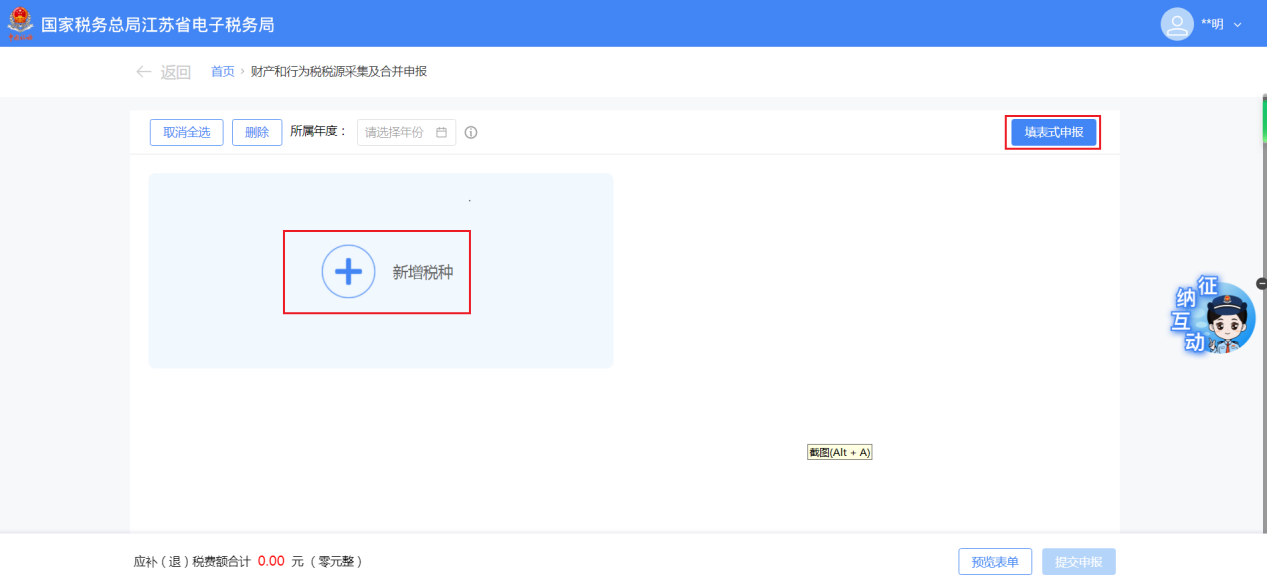 国家税务总局江苏省电子税务局
**明
返回 首页 › 财产和行为税税源采集及合并申报
取消全选 删除 所属年度： 请选择年份 填表式申报
新增税种
征
纳
互
动
截图(Alt + A)
应补（退）税费额合计 0.00 元（零元整） 预览表单 提交申报